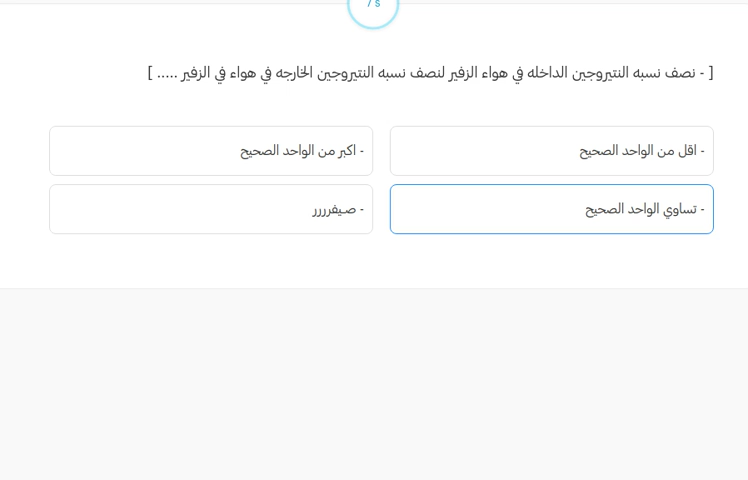 [ - نصف نسبه النتيروجين الداخله في هواء الزفير لنصف نسبه النتيروجين الخارجه في هواء في الزفير ..... ]
- اقل من الواحد الصحيح
- اكبر من الواحد الصحيح
- تساوي الواحد الصحيح
- صيفرررر